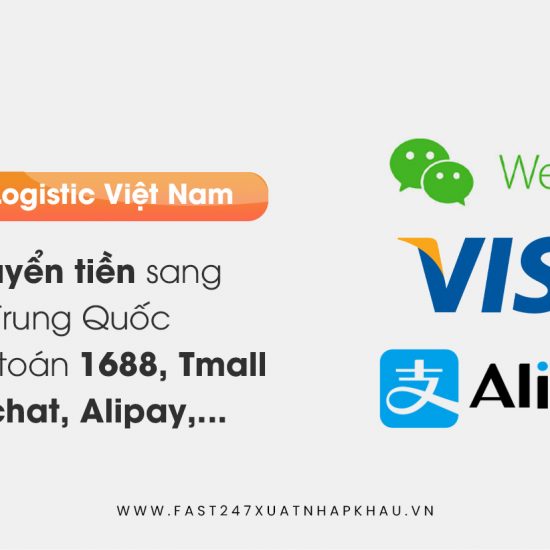 Logistic Việt Nam
We
uyển tiền sang
VIS
Trung Quốc
toán 1688, Tmall
支 Ali
chat, Alipay,...
WWW.FAST247XUATNHAPKHAU.VN